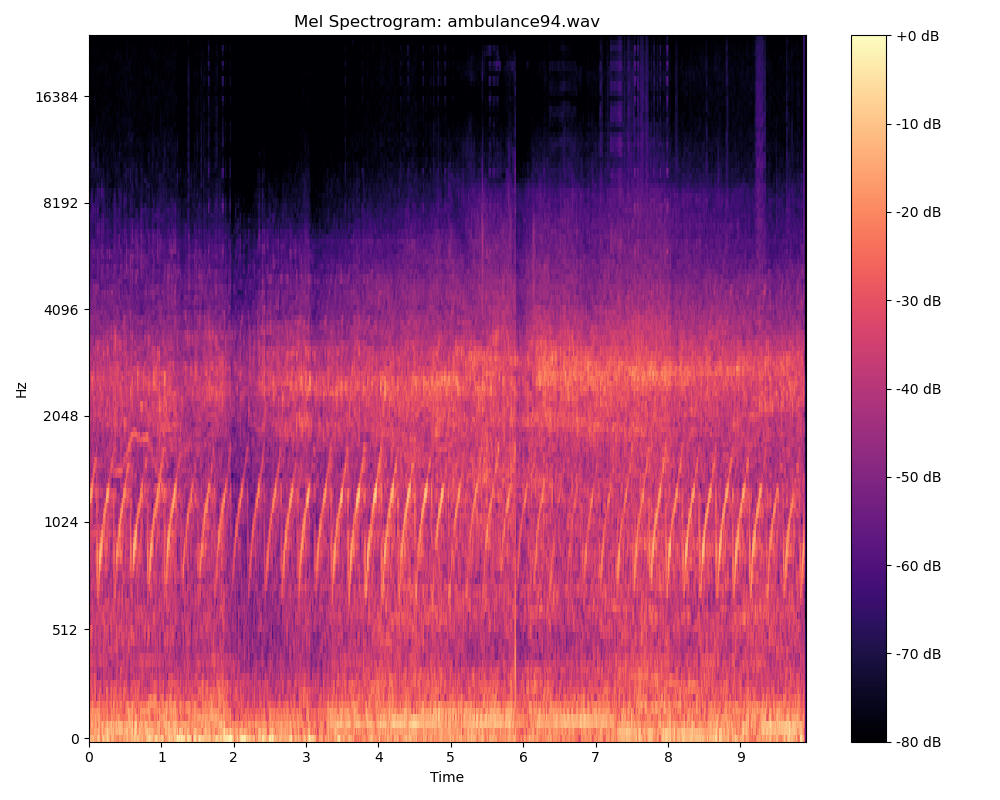 Mel Spectrogram: ambulance94.wav
+0 dB
16384
-10 dB
8192
-20 dB
4096
-30 dB
Hz
2048
-40 dB
1024
-50 dB
512
-60 dB
-70 dB
0
-80 dB
0 1 2 3 4 5 6 7 8 9
Time